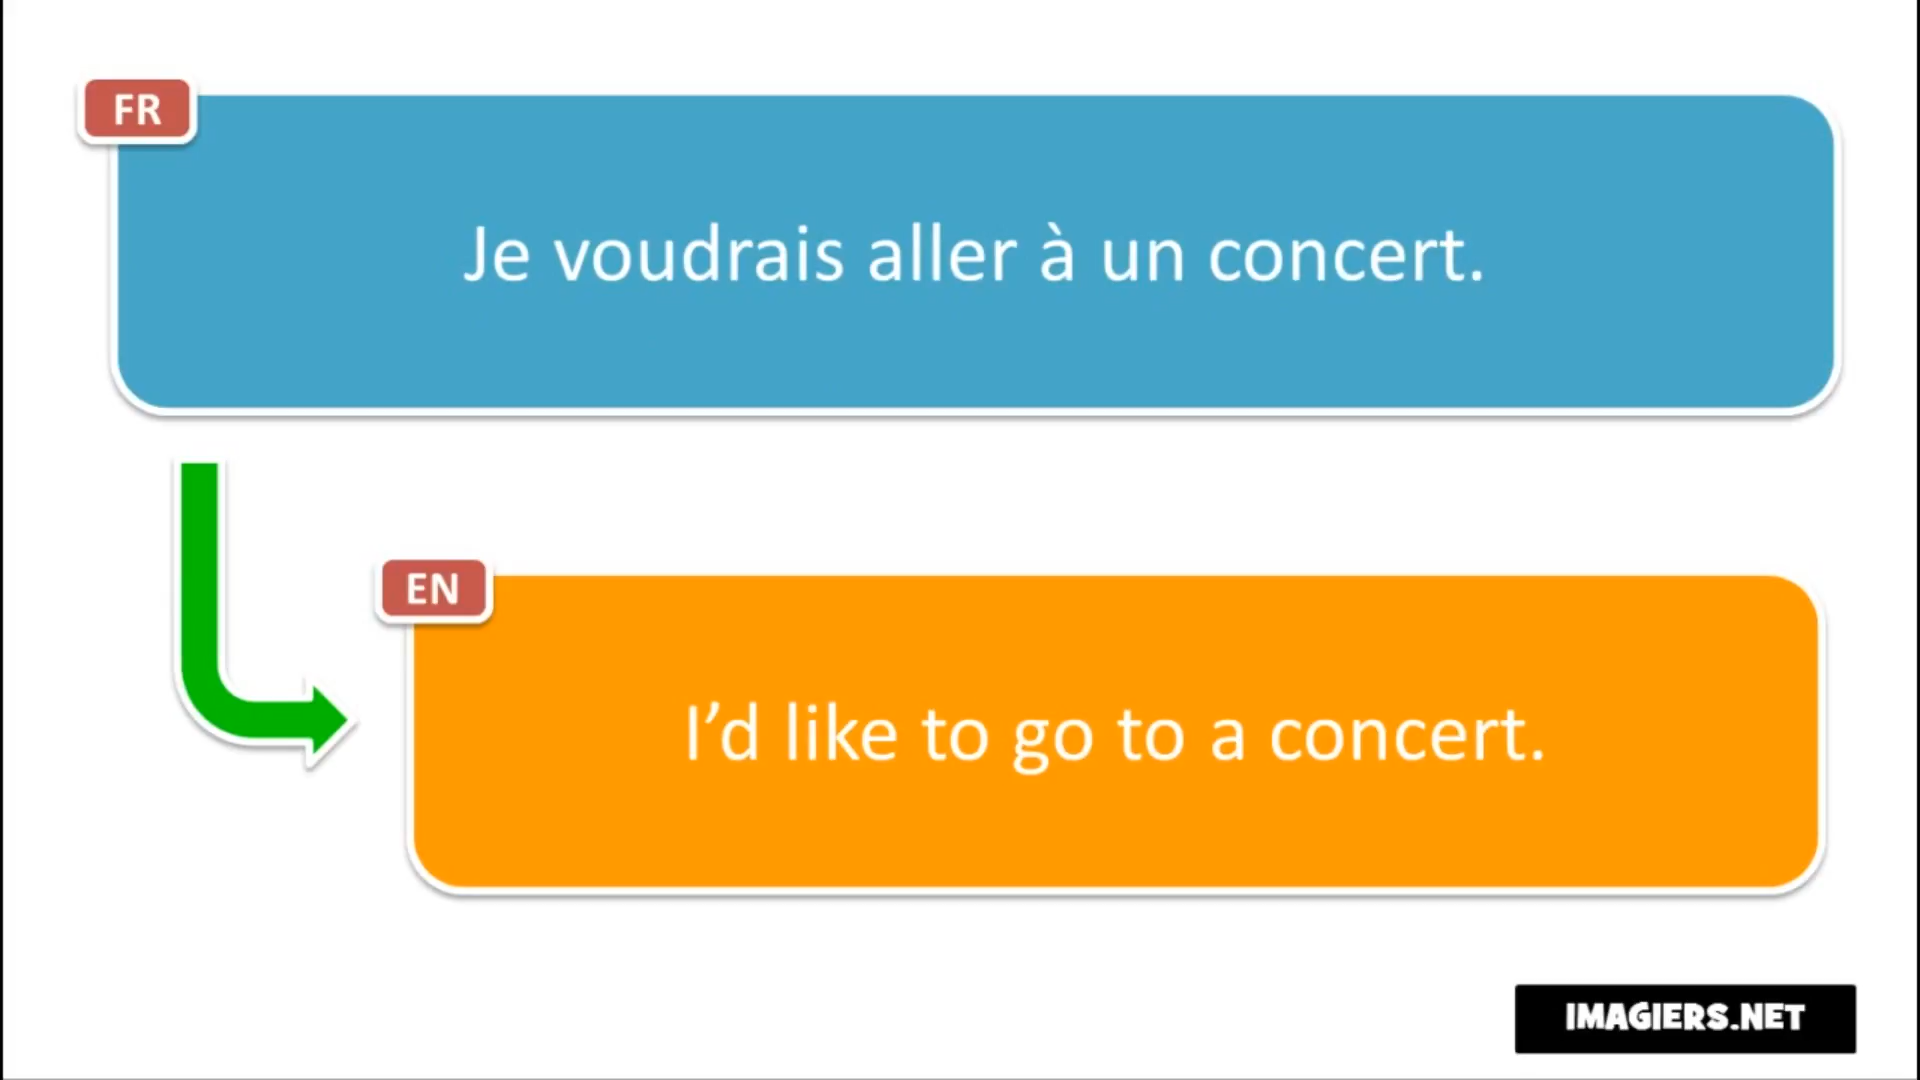 FR
Je voudrais aller à un concert.
EN
I’d like to go to a concert.
IMAGIERS.NET